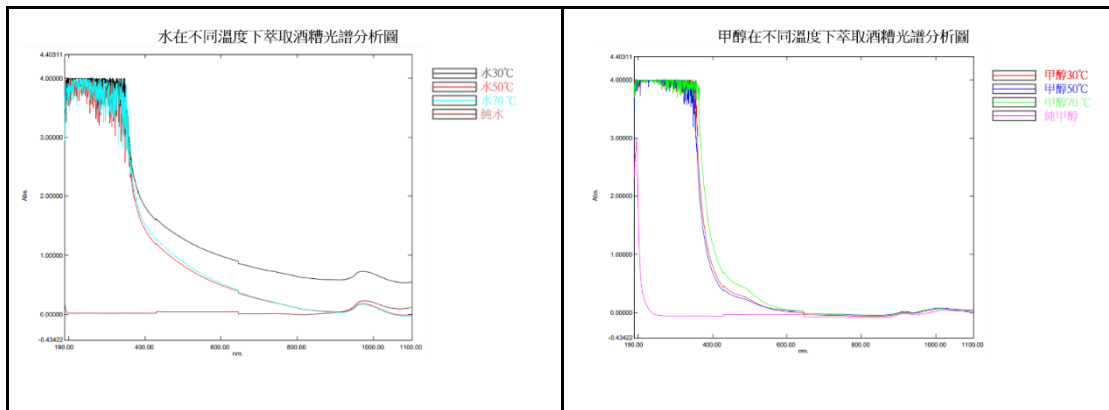 水在不同溫度下萃取酒糟光譜分析圖
4.40311
4.00000
3.00000
2.00000
1.00000
0.00000
-0.43422
Abs.
190.00
400.00
600.00
800.00
1000.00
1100.00
nm.
水30℃
水50℃
水70℃
純水
甲醇在不同溫度下萃取酒糟光譜分析圖
4.40311
4.00000
3.00000
2.00000
1.00000
0.00000
-0.43422
Abs.
190.00
400.00
600.00
800.00
1000.00
1100.00
nm.
甲醇30℃
甲醇50℃
甲醇70 ℃
純甲醇